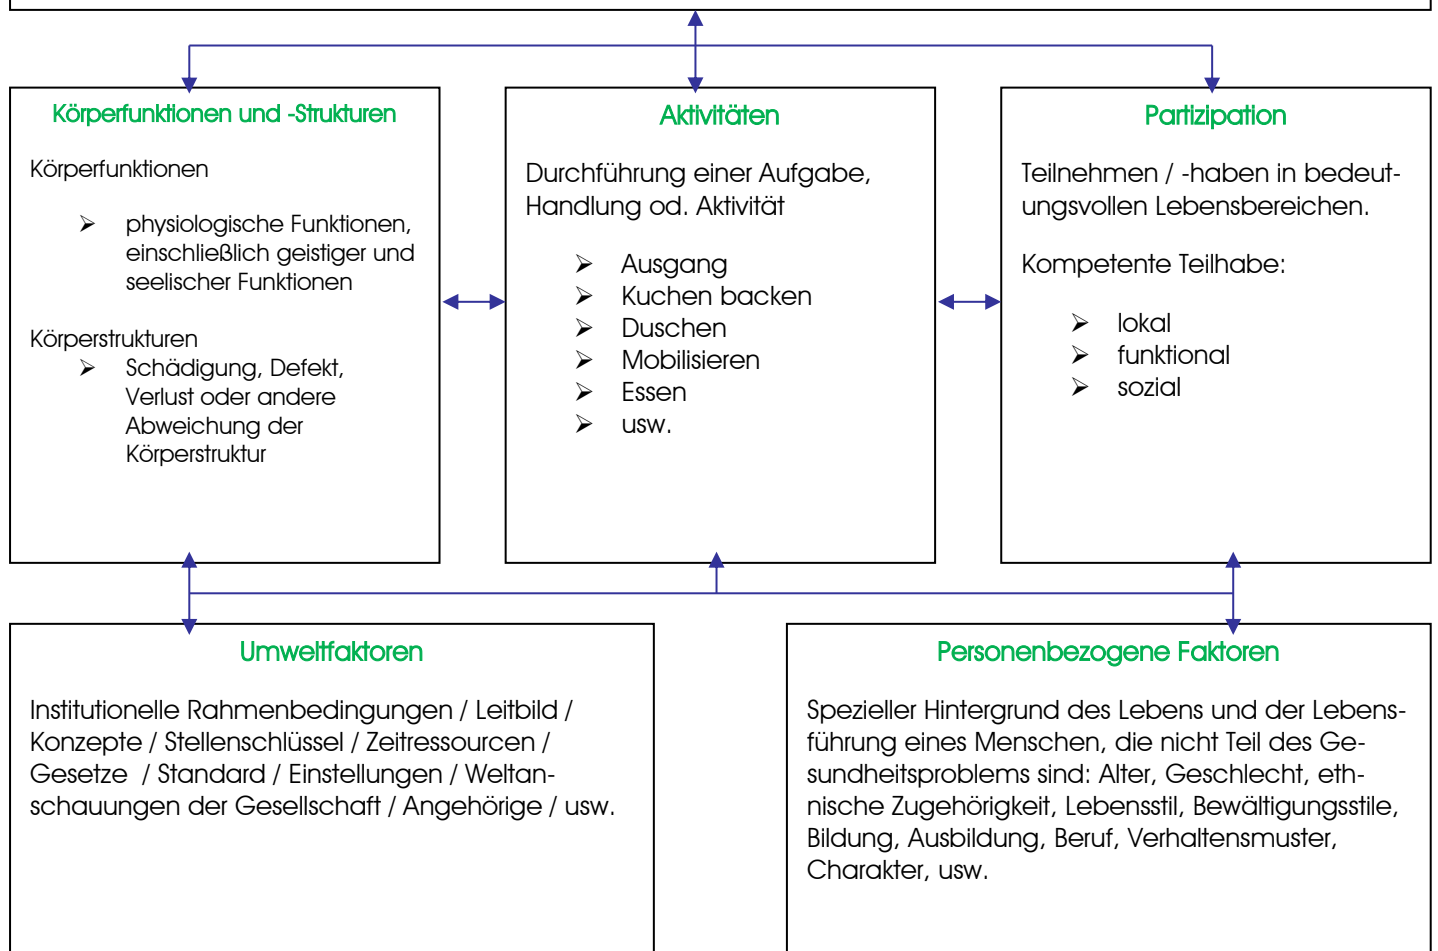 Körperfunktionen und -Strukturen
Körperfunktionen
➢ physiologische Funktionen,
einschließlich geistiger und
seelischer Funktionen
Körperstrukturen
➢ Schädigung, Defekt,
Verlust oder andere
Abweichung der
Körperstruktur
Aktivitäten
Durchführung einer Aufgabe,
Handlung od. Aktivität
➢ Ausgang
➢ Kuchen backen
➢ Duschen
➢ Mobilisieren
➢ Essen
➢ usw.
Partizipation
Teilnehmen / -haben in bedeut-
ungsvollen Lebensbereichen.
Kompetente Teilhabe:
➢ lokal
➢ funktional
➢ sozial
Umweltfaktoren
Institutionelle Rahmenbedingungen / Leitbild /
Konzepte / Stellenschlüssel / Zeitressourcen /
Gesetze / Standard / Einstellungen / Weltan-
schauungen der Gesellschaft / Angehörige / usw.
Personenbezogene Faktoren
Spezieller Hintergrund des Lebens und der Lebens-
führung eines Menschen, die nicht Teil des Ge-
sundheitsproblems sind: Alter, Geschlecht, eth-
nische Zugehörigkeit, Lebensstil, Bewältigungsstile,
Bildung, Ausbildung, Beruf, Verhaltensmuster,
Charakter, usw.